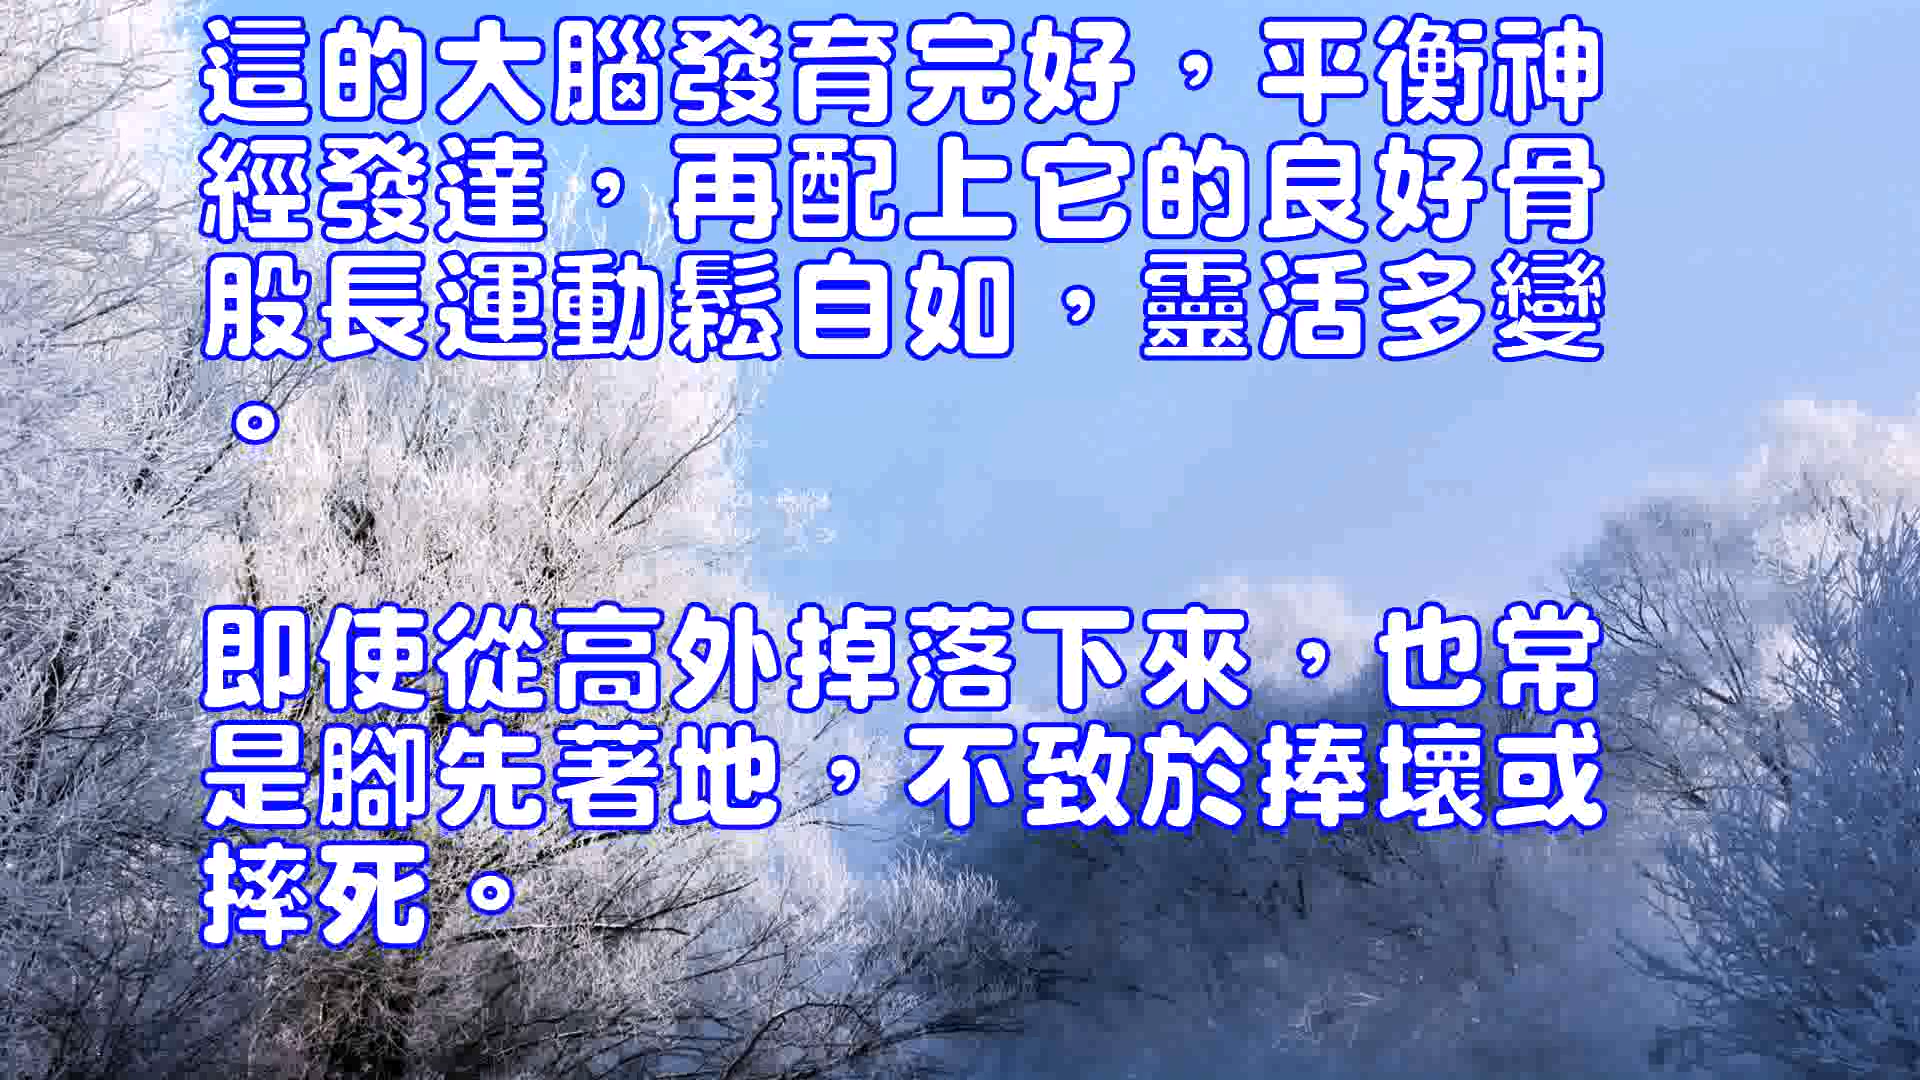 這的大腦發育完好，平衡神
經發達，再配上它的良好骨
股長運動鬆自如，靈活多變
。
即使從高外掉落下來，也常
是腳先著地，不致於捧壞或
摔死。